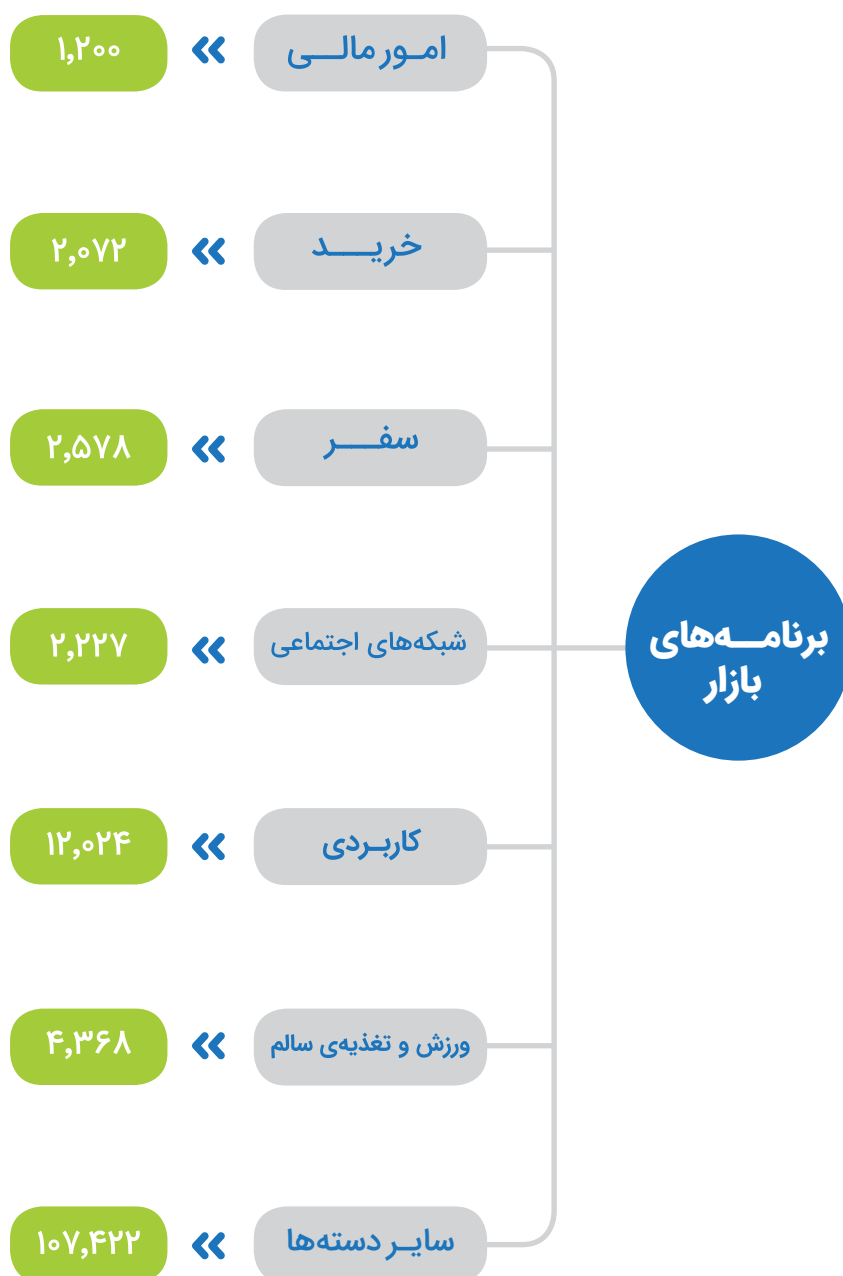 برنامه‌های
بازار
امور مالی
۱,۲۰۰
خرید
۲,۰۷۲
سفر
۲,۵۷۸
شبکه‌های اجتماعی
۲,۲۲۷
کاربردی
۱۲,۰۲۴
ورزش و تغذیه‌ی سالم
۴,۳۶۸
سایر دسته‌ها
۱۰۷,۴۲۲